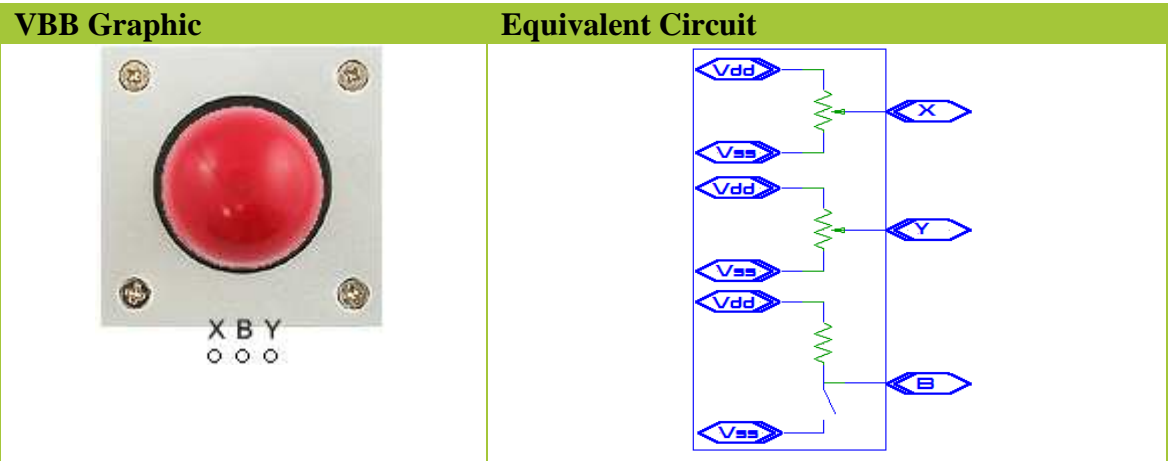 VBB Graphic
Equivalent Circuit
X B Y
Vdd
X
Vss
Vdd
Y
Vss
Vdd
B
Vss